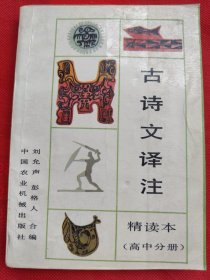 古诗文译注
精读本
（高中分册）
刘允声 彭格人 合编
中国农业机械出版社